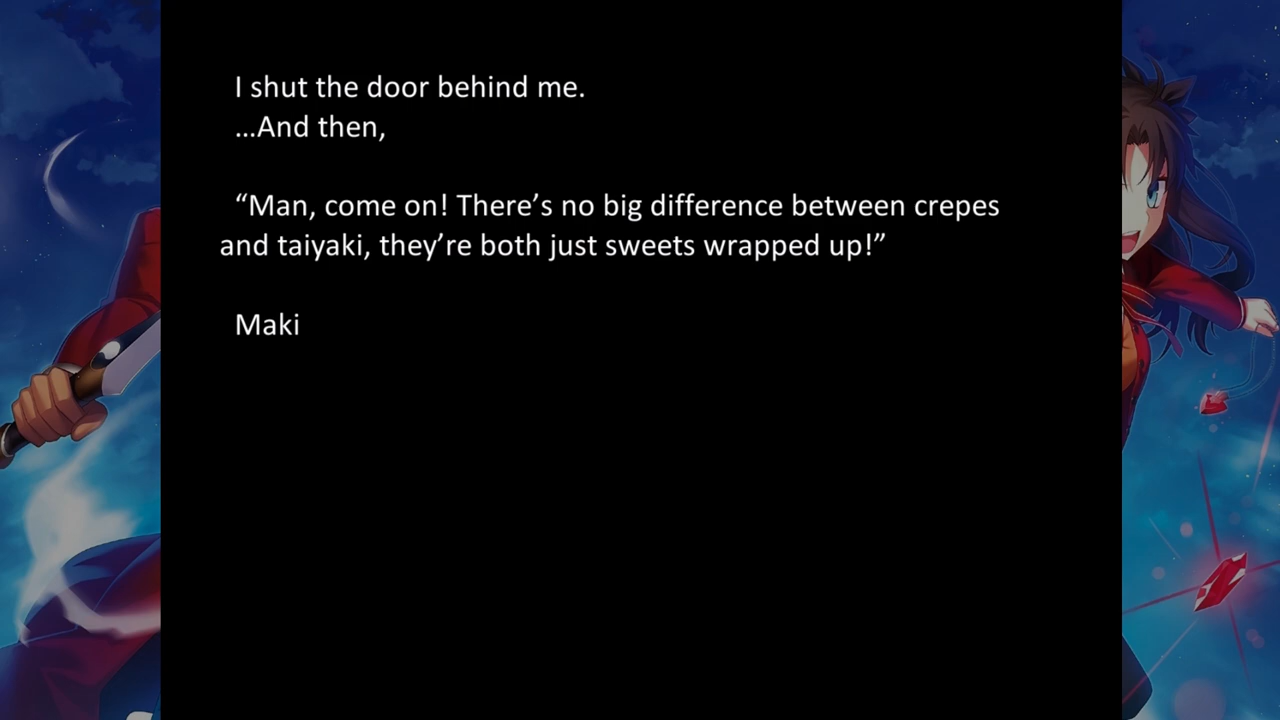 I shut the door behind me.
…And then,
“Man, come on! There’s no big difference between crepes
and taiyaki, they’re both just sweets wrapped up!”
Maki